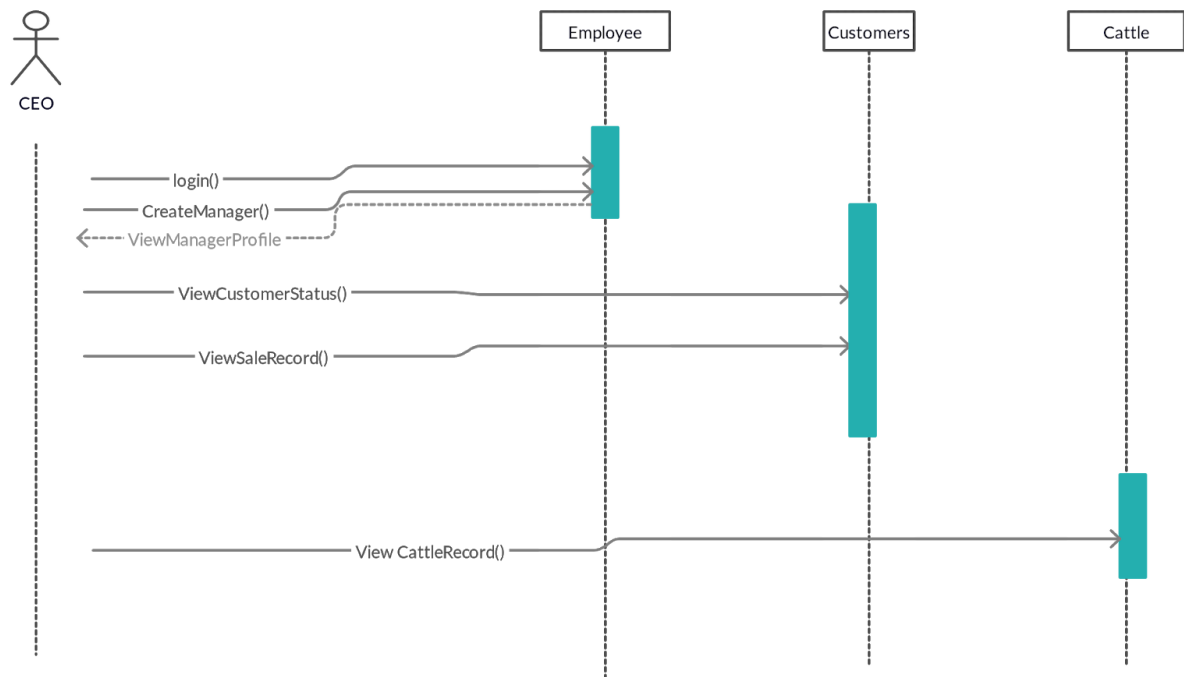 Employee
Customers
Cattle
CEO
login()
CreateManager()
ViewManagerProfile
ViewCustomerStatus()
ViewSaleRecord()
View CattleRecord()